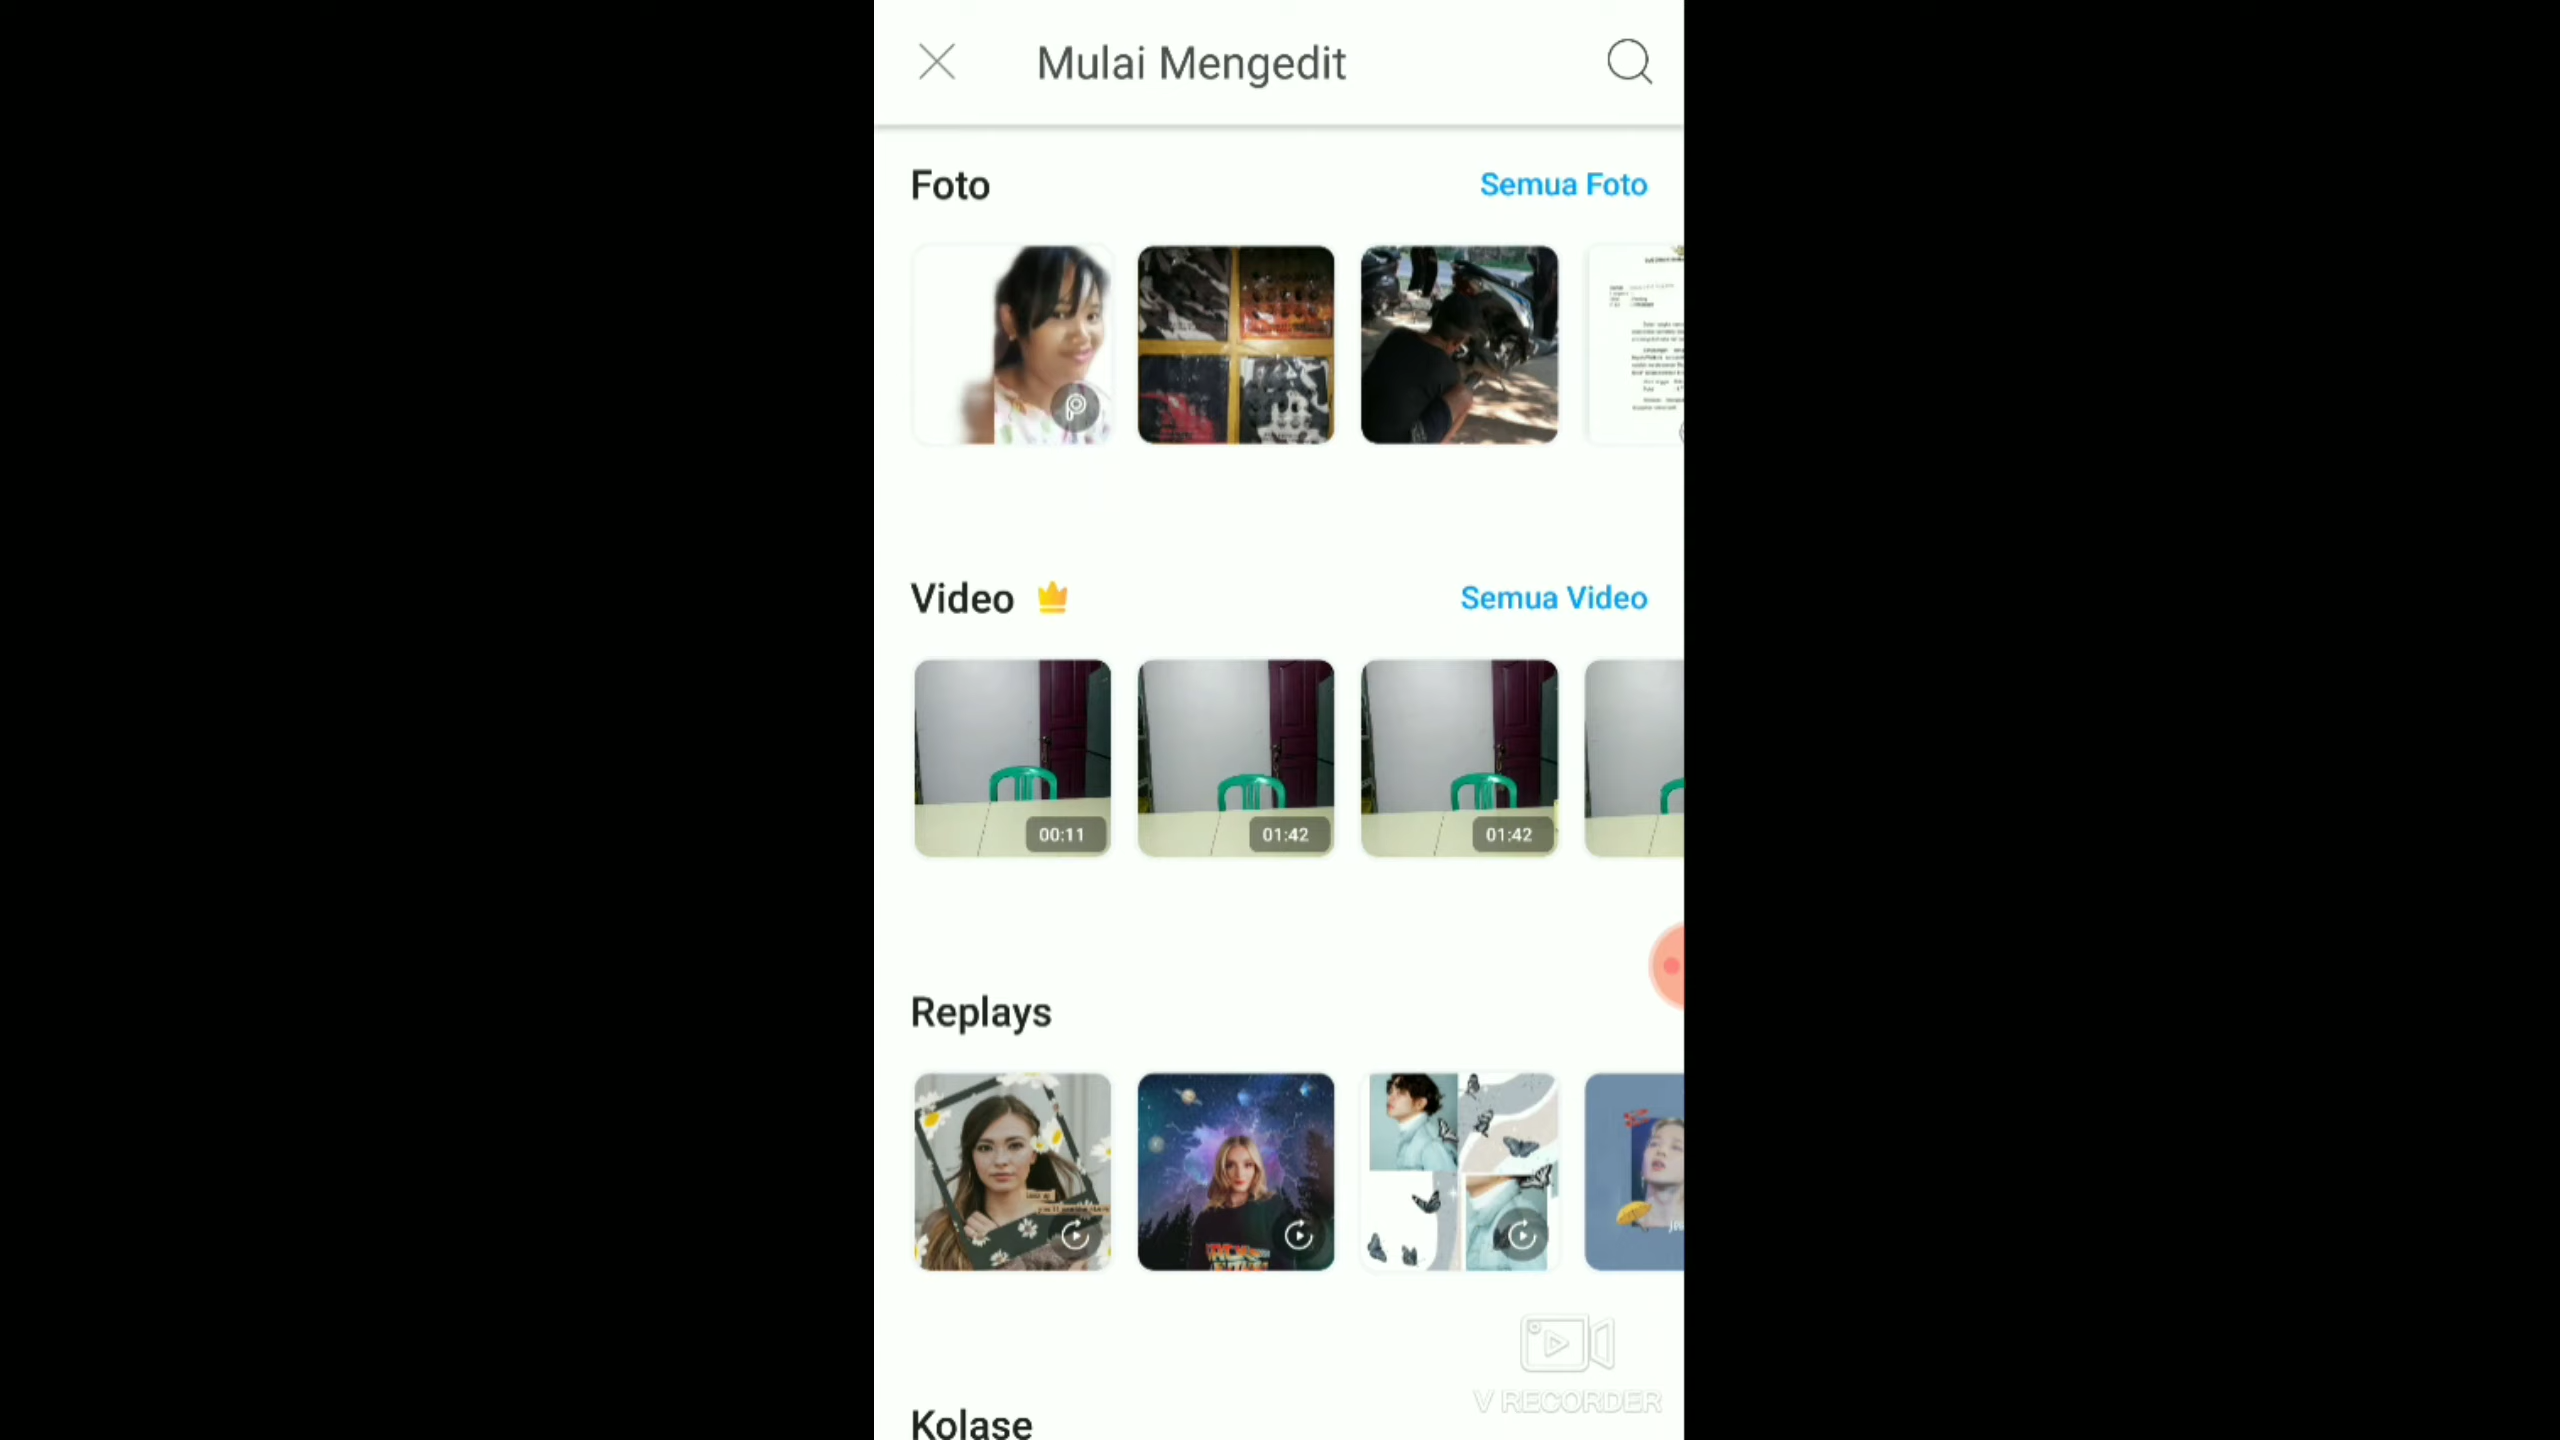 Mulai Mengedit
Foto
Semua Foto
Video
Semua Video
00:11
01:42
01:42
Replays
V RECORDER
Kolase